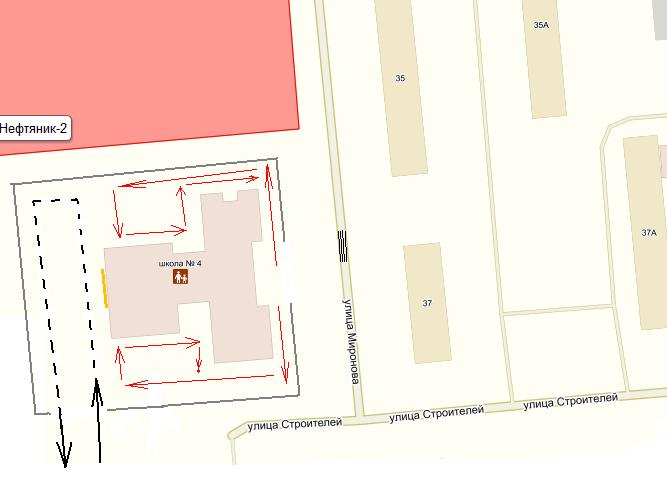 35А
35
Нефтяник-2
37А
школа № 4
37
улица Миронова
улица Строителей
улица Строителей
улица Строителей